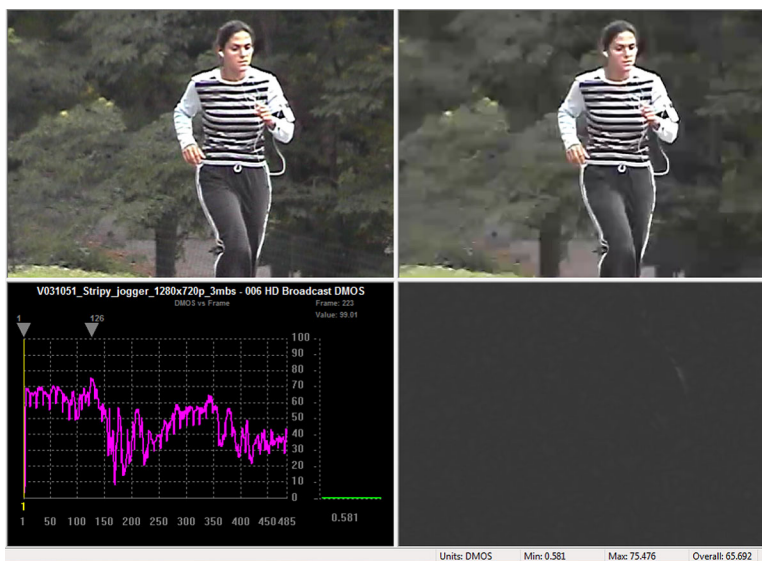 V031051_Stripy_jogger_1280x720p_3mbs - 006 HD Broadcast DMOS
DMOS vs Frame
Frame: 223
Value: 99.01
1
126
100
90
80
70
60
50
40
30
20
10
0
1
1 50 100 150 200 250 300 350 400 450 485
0.581
Units: DMOS Min: 0.581 Max: 75.476 Overall: 65.692